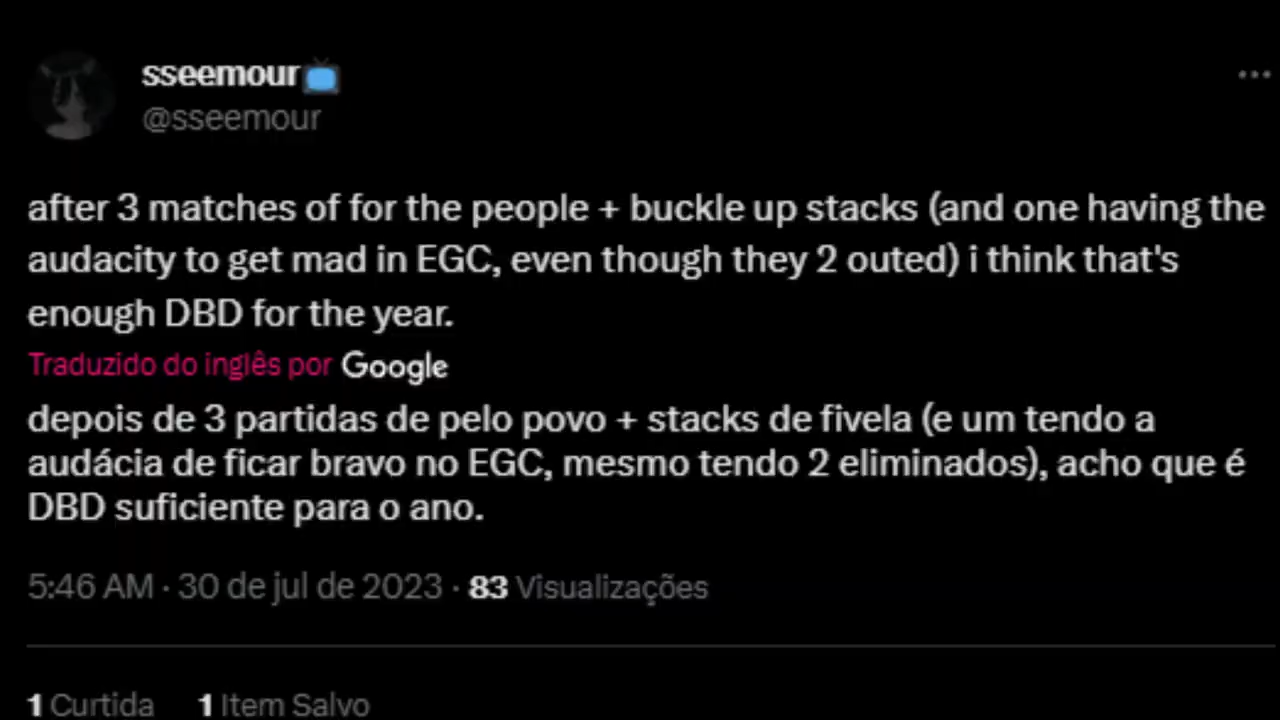 sseemour📺
@sseemour
after 3 matches of for the people + buckle up stacks (and one having the
audacity to get mad in EGC, even though they 2 outed) i think that's
enough DBD for the year.
Traduzido do inglês por Google
depois de 3 partidas de pelo povo + stacks de fivela (e um tendo a
audácia de ficar bravo no EGC, mesmo tendo 2 eliminados), acho que é
DBD suficiente para o ano.
5:46 AM · 30 de jul de 2023 · 83 Visualizações
1 Curtida 1 Item Salvo